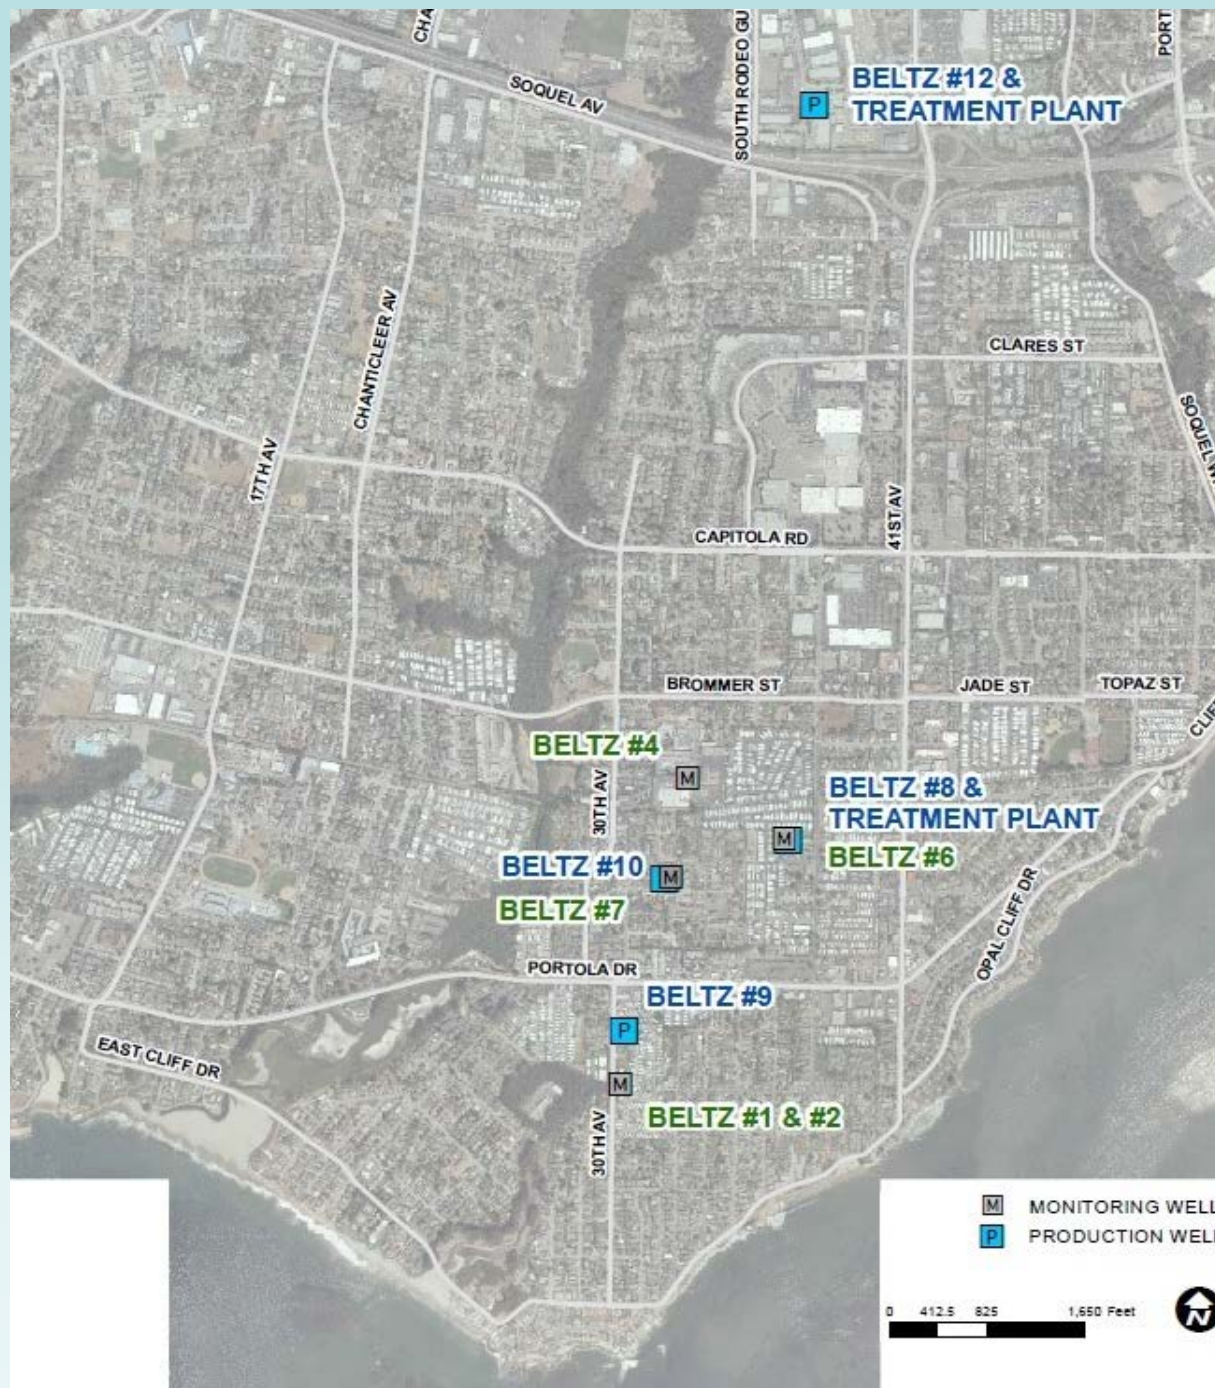 CHA
SOUTH RODEO GU
PORT
SOQUEL AV
BELTZ #12 &
TREATMENT PLANT
P
CLARES ST
CHANTICLEER AV
SOQUEL W
17TH AV
41ST AV
CAPITOLA RD
BROMMER ST
JADE ST
TOPAZ ST
CLIF
BELTZ #4
M
30TH AV
BELTZ #8 &
TREATMENT PLANT
M
BELTZ #6
BELTZ #10
M
BELTZ #7
OPAL CLIFF DR
PORTOLA DR
BELTZ #9
P
EAST CLIFF DR
M
BELTZ #1 & #2
30TH AV
M MONITORING WELL
P PRODUCTION WELL
0 412.5 825 1,650 Feet
N